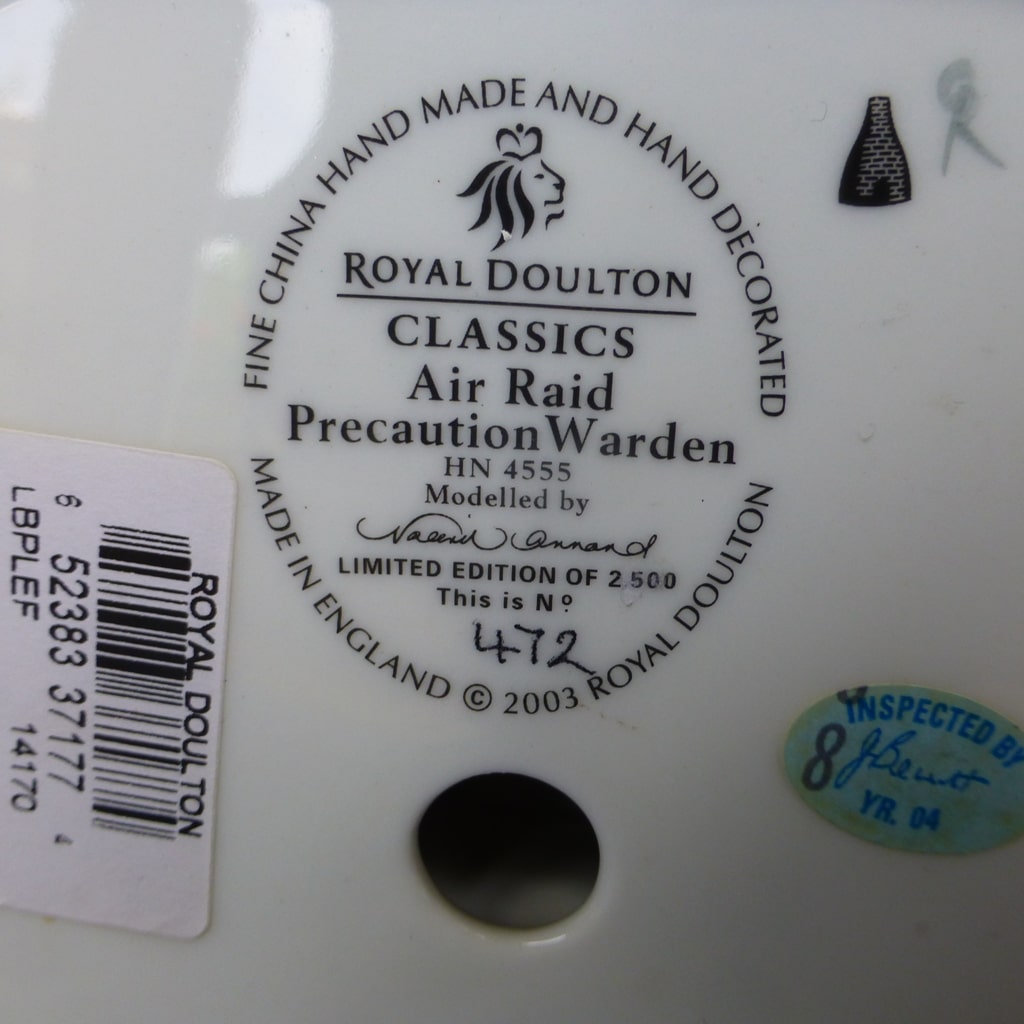 FINE CHINA HAND MADE AND HAND DECORATED
ROYAL DOULTON
CLASSICS
Air Raid
Precaution Warden
HN 4555
Modelled by
LIMITED EDITION OF 2,500
This is Nº
472
MADE IN ENGLAND © 2003 ROYAL DOULTON
R
ROYAL DOULTON
6 52383 37177 4
LBPLEF 14170
INSPECTED BY
8
YR. 04